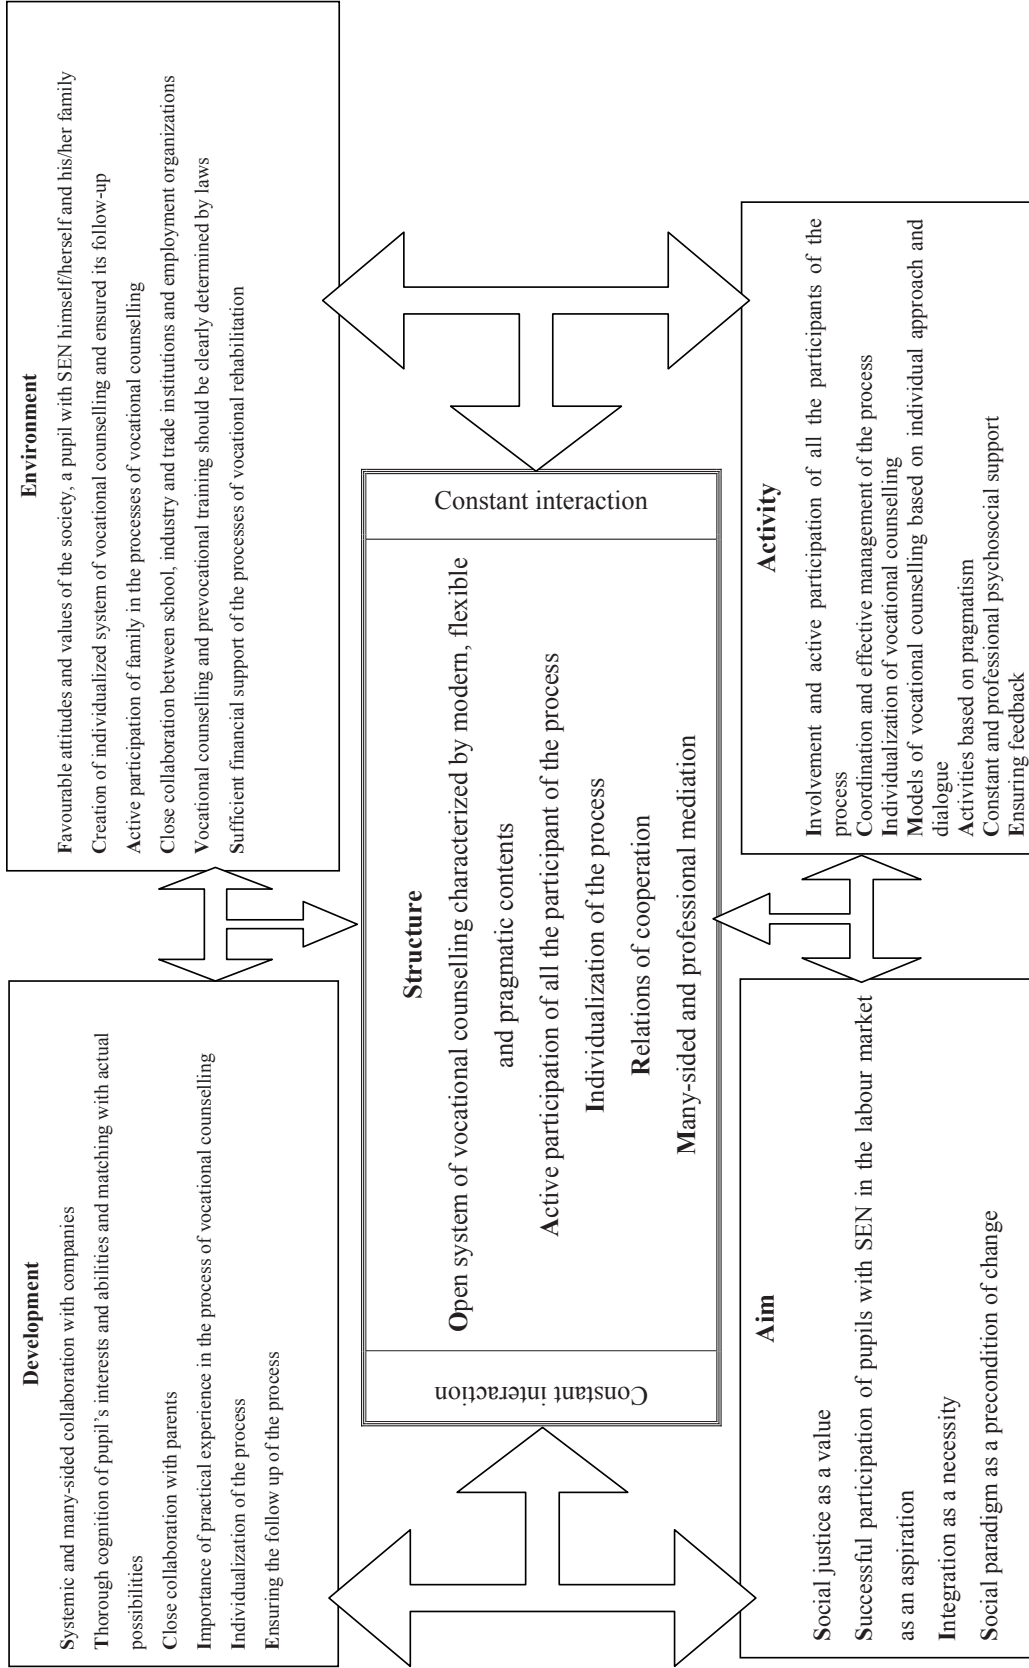 Development
Systemic and many-sided collaboration with companies
Thorough cognition of pupil's interests and abilities and matching with actual
possibilities
Close collaboration with parents
Importance of practical experience in the process of vocational counselling
Individualization of the process
Ensuring the follow up of the process
Environment
Favourable attitudes and values of the society, a pupil with SEN himself/herself and his/her family
Creation of individualized system of vocational counselling and ensured its follow-up
Active participation of family in the processes of vocational counselling
Close collaboration between school, industry and trade institutions and employment organizations
Vocational counselling and prevocational training should be clearly determined by laws
Sufficient financial support of the processes of vocational rehabilitation
Constant interaction
Structure
Open system of vocational counselling characterized by modern, flexible
and pragmatic contents
Active participation of all the participant of the process
Individualization of the process
Relations of cooperation
Many-sided and professional mediation
Constant interaction
Aim
Social justice as a value
Successful participation of pupils with SEN in the labour market
as an aspiration
Integration as a necessity
Social paradigm as a precondition of change
Activity
Involvement and active participation of all the participants of the
process
Coordination and effective management of the process
Individualization of vocational counselling
Models of vocational counselling based on individual approach and
dialogue
Activities based on pragmatism
Constant and professional psychosocial support
Ensuring feedback